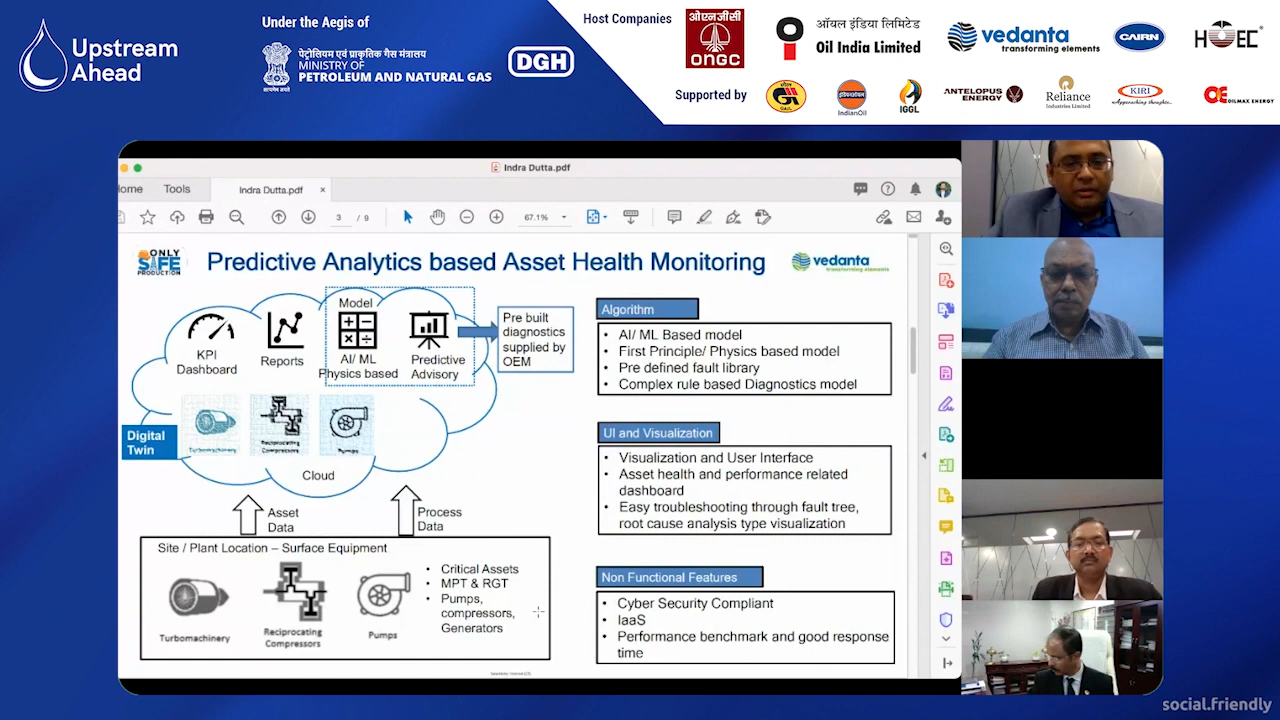 Upstream
Ahead
Under the Aegis of
पेट्रोलियम एवं प्राकृतिक गैस मंत्रालय
MINISTRY OF
PETROLEUM AND NATURAL GAS
सत्यमेव जयते
DGH
Host Companies
ओएनजीसी
ONGC
ऑयल इंडिया लिमिटेड
Oil India Limited
vedanta
transforming elements
CAIRN
HOEC
Supported by
GAIL
इंडियनऑयल
IndianOil
IGGL
ANTELOPUS
ENERGY
Reliance
Industries Limited
KIRI
Approaching thoughts..
OILMAX ENERGY
Indra Dutta.pdf
Home
Tools
Indra Dutta.pdf
3 / 9
67.1%
ONLY
SAFE
PRODUCTION
Predictive Analytics based Asset Health Monitoring
vedanta
transforming elements
KPI
Dashboard
Reports
Model
AI/ ML
Physics based
Predictive
Advisory
Pre built
diagnostics
supplied by
OEM
Digital
Twin
Turbomachinery
Reciprocating
Compressors
Pumps
Cloud
Asset
Data
Process
Data
Site / Plant Location – Surface Equipment
Turbomachinery
Reciprocating
Compressors
Pumps
• Critical Assets
• MPT & RGT
• Pumps,
compressors,
Generators
Algorithm
• AI/ ML Based model
• First Principle/ Physics based model
• Pre defined fault library
• Complex rule based Diagnostics model
UI and Visualization
• Visualization and User Interface
• Asset health and performance related
dashboard
• Easy troubleshooting through fault tree,
root cause analysis type visualization
Non Functional Features
• Cyber Security Compliant
• IaaS
• Performance benchmark and good response
time
social.friendly